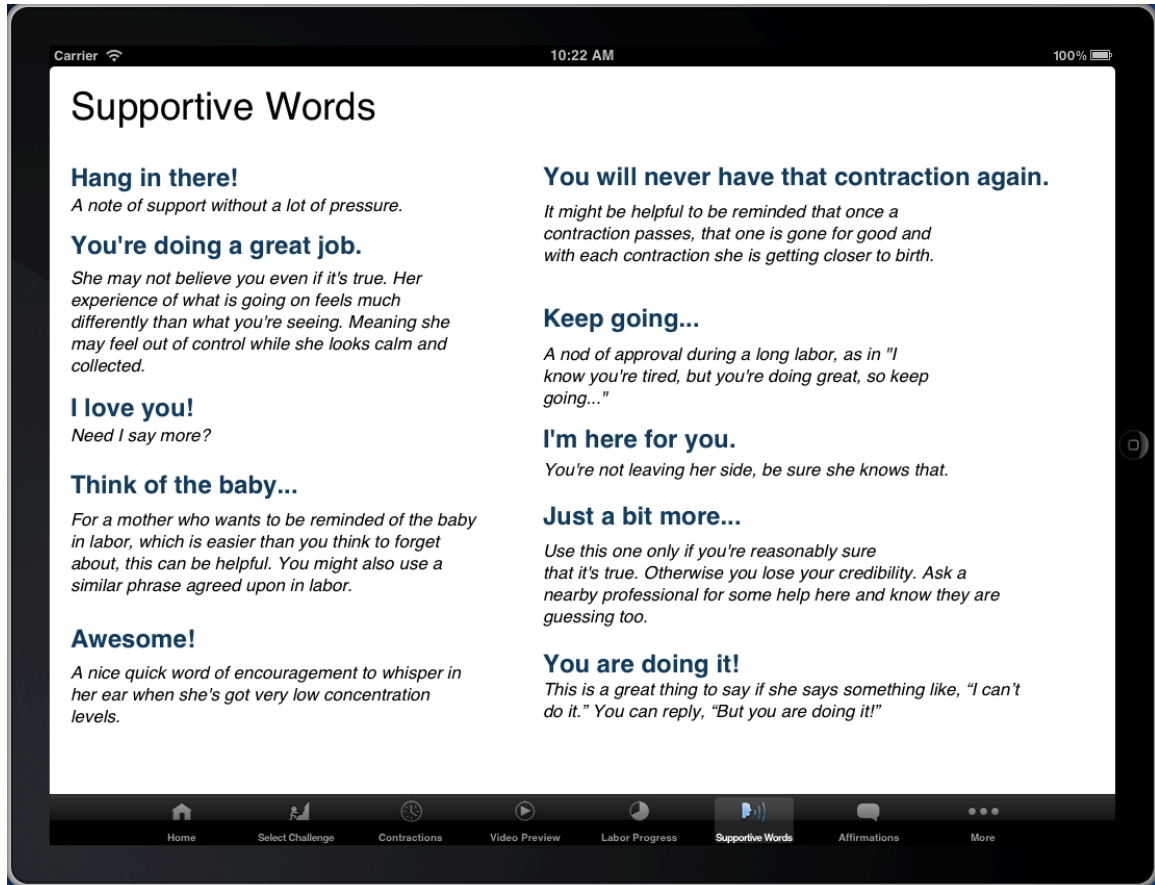 Carrier
10:22 AM
100%
Supportive Words
Hang in there!
A note of support without a lot of pressure.
You're doing a great job.
She may not believe you even if it's true. Her
experience of what is going on feels much
differently than what you're seeing. Meaning she
may feel out of control while she looks calm and
collected.
I love you!
Need I say more?
Think of the baby...
For a mother who wants to be reminded of the baby
in labor, which is easier than you think to forget
about, this can be helpful. You might also use a
similar phrase agreed upon in labor.
Awesome!
A nice quick word of encouragement to whisper in
her ear when she's got very low concentration
levels.
You will never have that contraction again.
It might be helpful to be reminded that once a
contraction passes, that one is gone for good and
with each contraction she is getting closer to birth.
Keep going...
A nod of approval during a long labor, as in "I
know you're tired, but you're doing great, so keep
going..."
I'm here for you.
You're not leaving her side, be sure she knows that.
Just a bit more...
Use this one only if you're reasonably sure
that it's true. Otherwise you lose your credibility. Ask a
nearby professional for some help here and know they are
guessing too.
You are doing it!
This is a great thing to say if she says something like, “I can’t
do it.” You can reply, “But you are doing it!”
Home
Select Challenge
Contractions
Video Preview
Labor Progress
Supportive Words
Affirmations
More